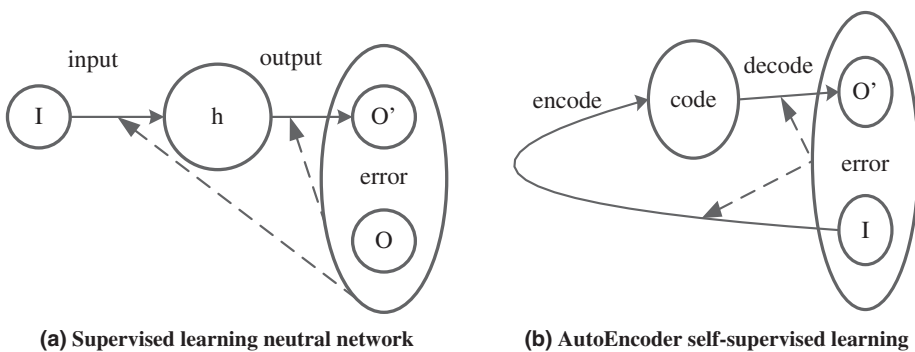 input
output
I
h
O'
error
O
(a) Supervised learning neutral network
encode
code
decode
O'
error
I
(b) AutoEncoder self-supervised learning